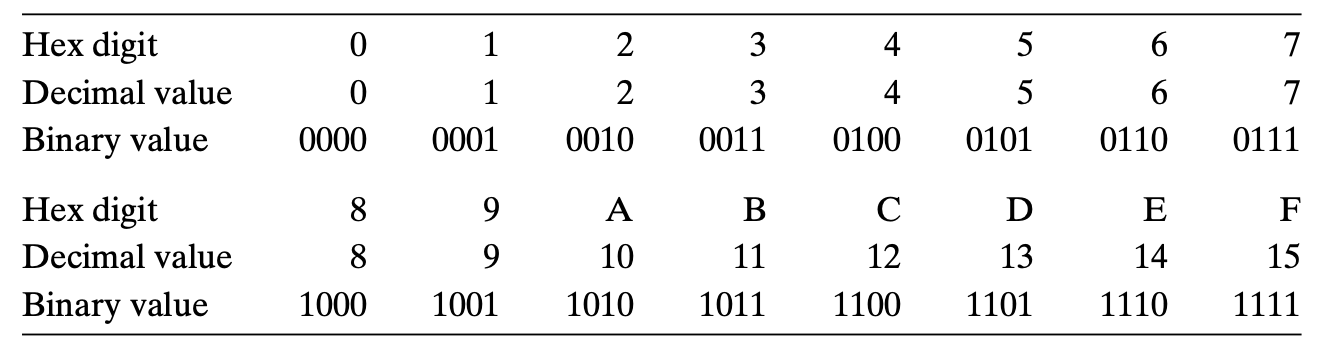 Hex digit 0 1 2 3 4 5 6 7
Decimal value 0 1 2 3 4 5 6 7
Binary value 0000 0001 0010 0011 0100 0101 0110 0111
Hex digit 8 9 A B C D E F
Decimal value 8 9 10 11 12 13 14 15
Binary value 1000 1001 1010 1011 1100 1101 1110 1111